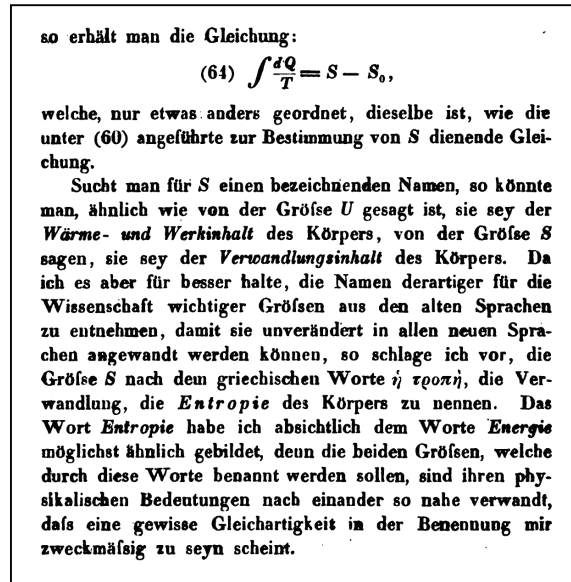 so erhält man die Gleichung:
(64) ∫ dQ/T = S − S₀,
welche, nur etwas anders geordnet, dieselbe ist, wie die
unter (60) angeführte zur Bestimmung von S dienende Glei-
chung.
Sucht man für S einen bezeichnenden Namen, so könnte
man, ähnlich wie von der Gröſse U gesagt ist, sie sey der
Wärme- und Werkinhalt des Körpers, von der Gröſse S
sagen, sie sey der Verwandlungsinhalt des Körpers. Da
ich es aber für besser halte, die Namen derartiger für die
Wissenschaft wichtiger Gröſsen aus den alten Sprachen
zu entnehmen, damit sie unverändert in allen neuen Spra-
chen angewandt werden können, so schlage ich vor, die
Gröſse S nach dem griechischen Worte ἡ τροπὴ, die Ver-
wandlung, die Entropie des Körpers zu nennen. Das
Wort Entropie habe ich absichtlich dem Worte Energie
möglichst ähnlich gebildet, denn die beiden Gröſsen, welche
durch diese Worte benannt werden sollen, sind ihren phy-
sikalischen Bedeutungen nach einander so nahe verwandt,
daſs eine gewisse Gleichartigkeit in der Benennung mir
zweckmäſsig zu seyn scheint.